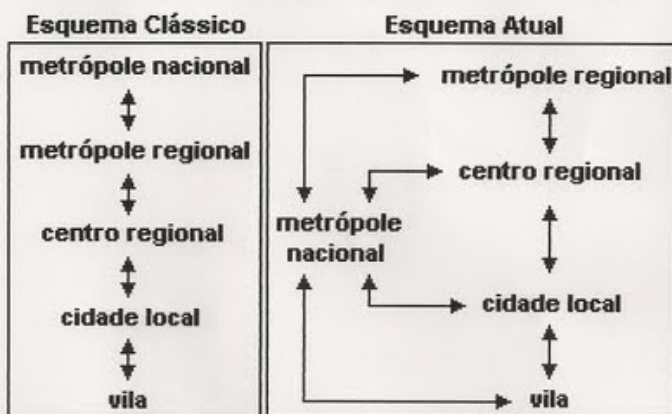 Esquema Clássico
metrópole nacional
metrópole regional
centro regional
cidade local
vila
Esquema Atual
metrópole regional
centro regional
metrópole
nacional
cidade local
vila